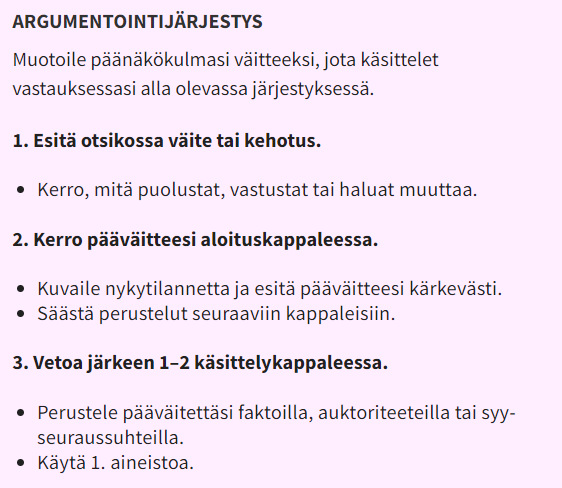 ARGUMENTOINTIJÄRJESTYS
Muotoile päänäkökulmasi väitteeksi, jota käsittelet
vastauksessasi alla olevassa järjestyksessä.
1. Esitä otsikossa väite tai kehotus.
• Kerro, mitä puolustat, vastustat tai haluat muuttaa.
2. Kerro pääväitteesi aloituskappaleessa.
• Kuvaile nykytilannetta ja esitä pääväitteesi kärkevästi.
• Säästä perustelut seuraaviin kappaleisiin.
3. Vetoa järkeen 1–2 käsittelykappaleessa.
• Perustele pääväitettäsi faktoilla, auktoriteeteilla tai syy-
seuraussuhteilla.
• Käytä 1. aineistoa.